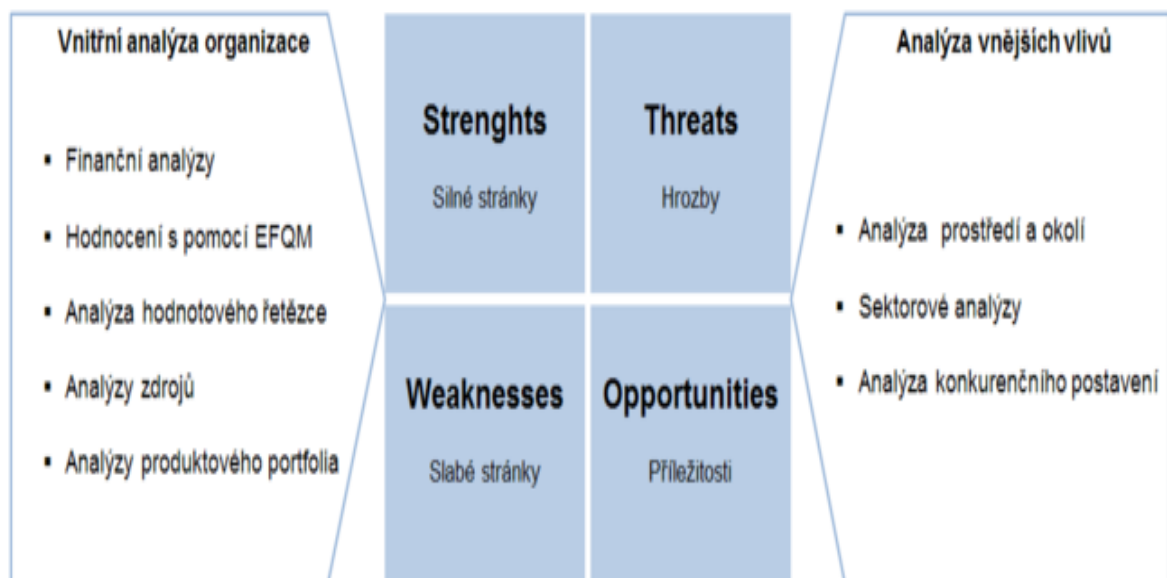 Vnitřní analýza organizace
▪ Finanční analýzy
▪ Hodnocení s pomocí EFQM
▪ Analýza hodnotového řetězce
▪ Analýzy zdrojů
▪ Analýzy produktového portfolia
Strenghts
Silné stránky
Threats
Hrozby
Weaknesses
Slabé stránky
Opportunities
Příležitosti
Analýza vnějších vlivů
▪ Analýza prostředí a okolí
▪ Sektorové analýzy
▪ Analýza konkurenčního postavení